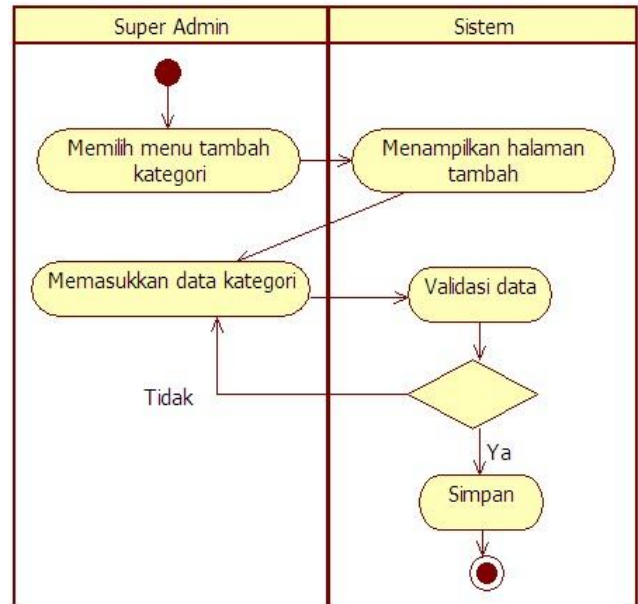 Super Admin
Sistem
Memilih menu tambah
kategori
Menampilkan halaman
tambah
Memasukkan data kategori
Validasi data
Tidak
Ya
Simpan